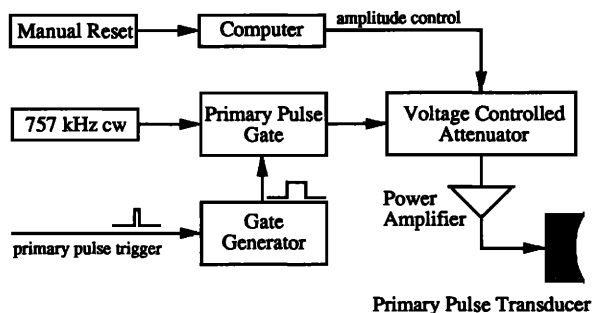 Manual Reset
Computer
amplitude control
757 kHz cw
Primary Pulse
Gate
Voltage Controlled
Attenuator
Power
Amplifier
primary pulse trigger
Gate
Generator
Primary Pulse Transducer